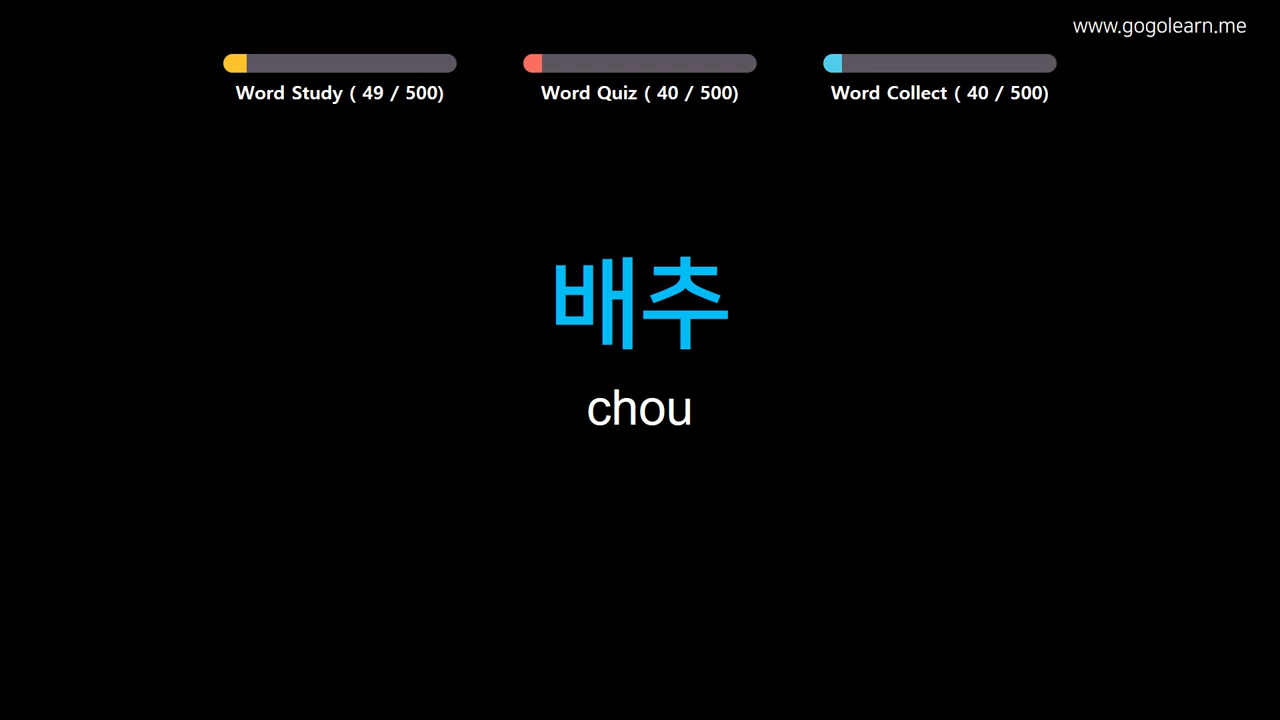 www.gogolearn.me
Word Study ( 49 / 500)
Word Quiz ( 40 / 500)
Word Collect ( 40 / 500)
배추
chou